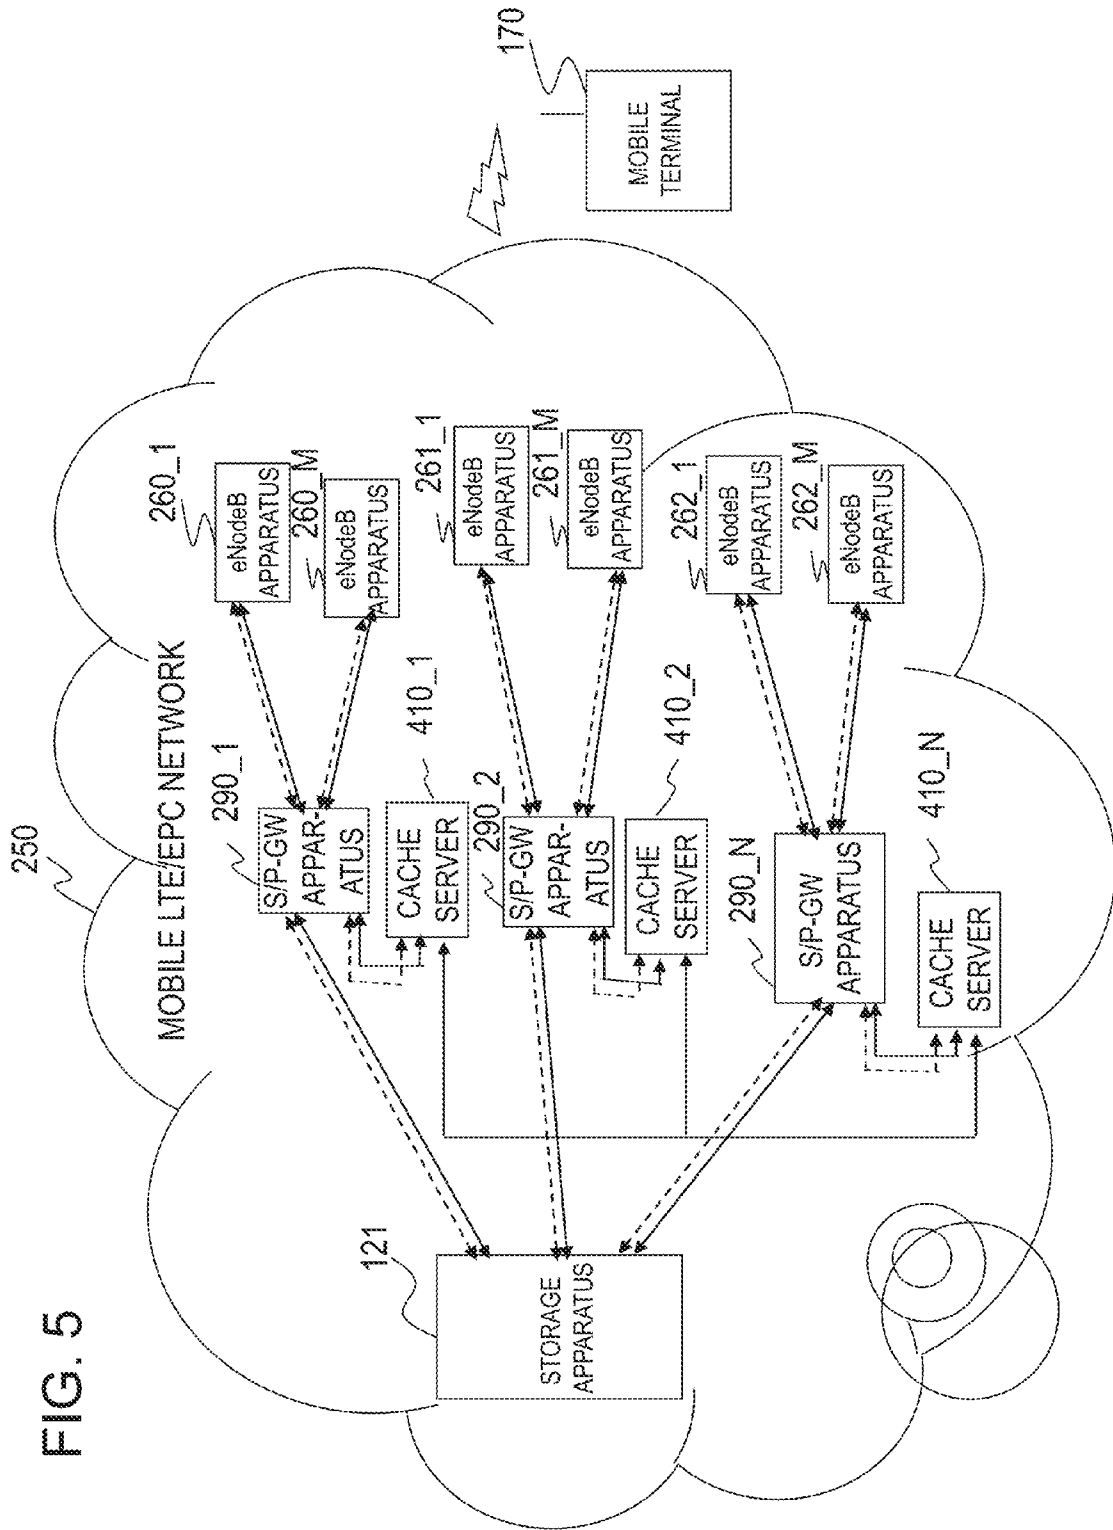 FIG. 5
250
MOBILE LTE/EPC NETWORK
121
STORAGE
APPARATUS
290_1
S/P-GW
APPAR-
ATUS
410_1
CACHE
SERVER
260_1
eNodeB
APPARATUS
260_M
eNodeB
APPARATUS
290_2
S/P-GW
APPAR-
ATUS
410_2
CACHE
SERVER
261_1
eNodeB
APPARATUS
261_M
eNodeB
APPARATUS
290_N
S/P-GW
APPARATUS
410_N
CACHE
SERVER
262_1
eNodeB
APPARATUS
262_M
eNodeB
APPARATUS
170
MOBILE
TERMINAL